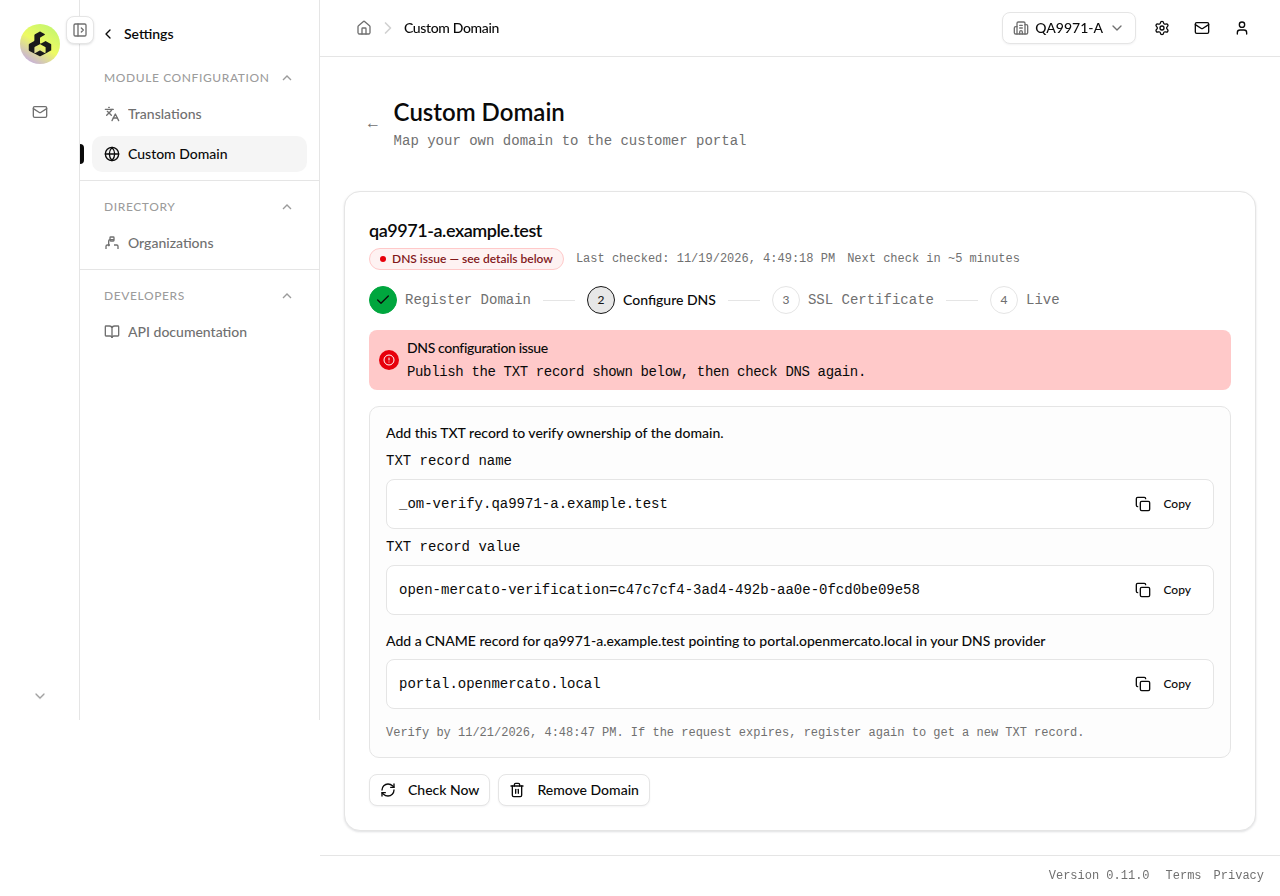 Settings
MODULE CONFIGURATION
Translations
Custom Domain
DIRECTORY
Organizations
DEVELOPERS
API documentation
Custom Domain
QA9971-A
← Custom Domain
Map your own domain to the customer portal
qa9971-a.example.test
DNS issue — see details below Last checked: 11/19/2026, 4:49:18 PM Next check in ~5 minutes
Register Domain 2 Configure DNS 3 SSL Certificate 4 Live
DNS configuration issue
Publish the TXT record shown below, then check DNS again.
Add this TXT record to verify ownership of the domain.
TXT record name
_om-verify.qa9971-a.example.test Copy
TXT record value
open-mercato-verification=c47c7cf4-3ad4-492b-aa0e-0fcd0be09e58 Copy
Add a CNAME record for qa9971-a.example.test pointing to portal.openmercato.local in your DNS provider
portal.openmercato.local Copy
Verify by 11/21/2026, 4:48:47 PM. If the request expires, register again to get a new TXT record.
Check Now Remove Domain
Version 0.11.0 Terms Privacy